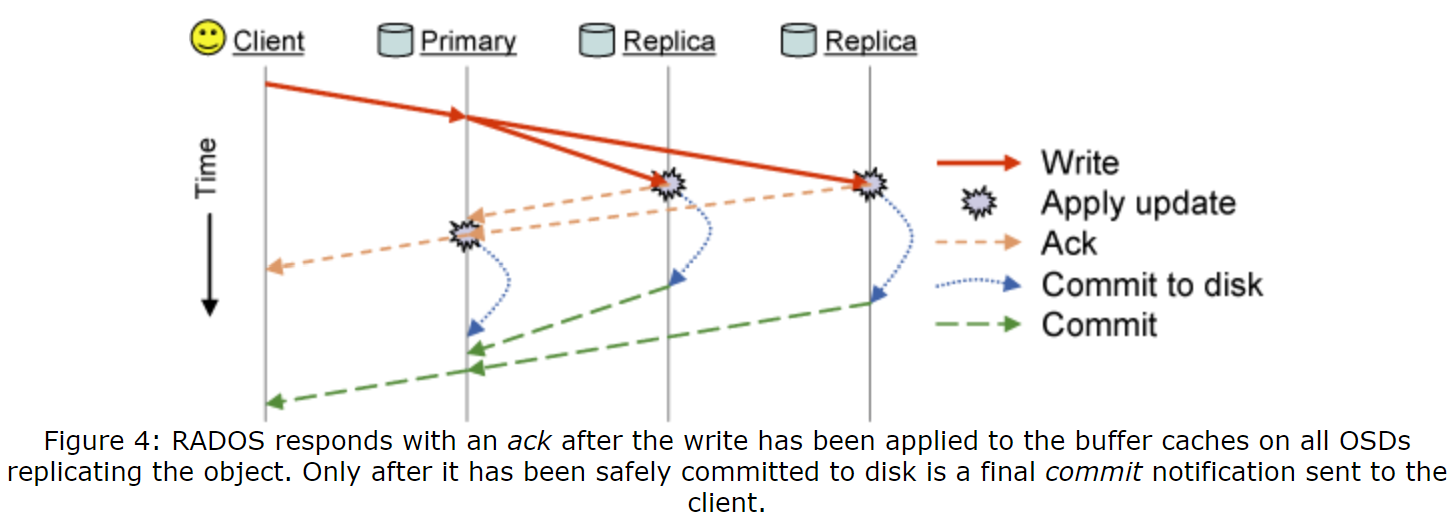 Client Primary Replica Replica
Time
Write
Apply update
Ack
Commit to disk
Commit
Figure 4: RADOS responds with an ack after the write has been applied to the buffer caches on all OSDs
replicating the object. Only after it has been safely committed to disk is a final commit notification sent to the
client.